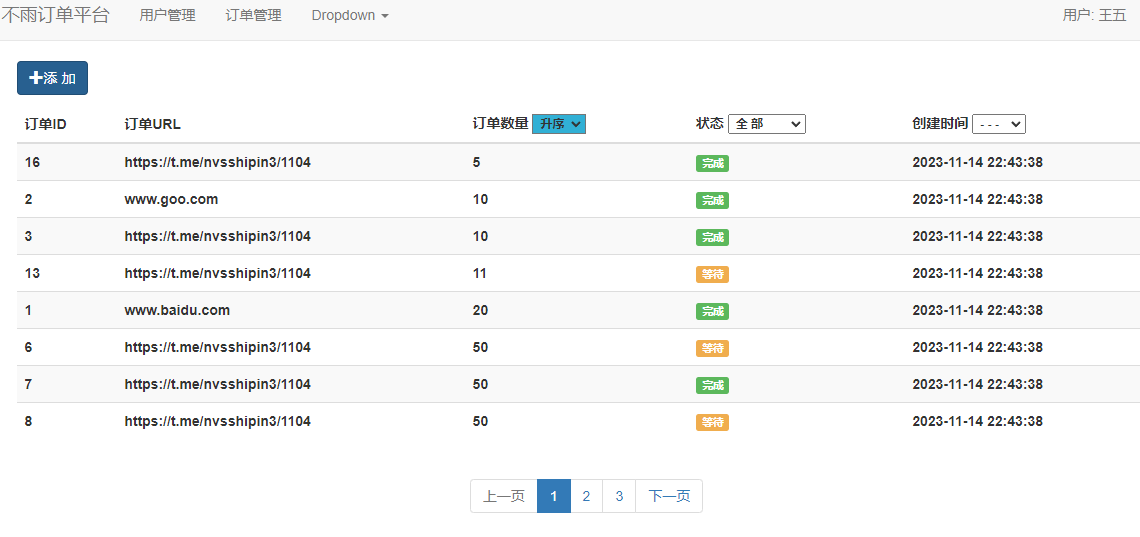 不雨订单平台 用户管理 订单管理 Dropdown 用户: 王五
添 加
订单ID 订单URL 订单数量 升序 状态 全 部 创建时间 - - -
16 https://t.me/nvsshipin3/1104 5 完成 2023-11-14 22:43:38
2 www.goo.com 10 完成 2023-11-14 22:43:38
3 https://t.me/nvsshipin3/1104 10 完成 2023-11-14 22:43:38
13 https://t.me/nvsshipin3/1104 11 等待 2023-11-14 22:43:38
1 www.baidu.com 20 完成 2023-11-14 22:43:38
6 https://t.me/nvsshipin3/1104 50 等待 2023-11-14 22:43:38
7 https://t.me/nvsshipin3/1104 50 完成 2023-11-14 22:43:38
8 https://t.me/nvsshipin3/1104 50 等待 2023-11-14 22:43:38
上一页 1 2 3 下一页